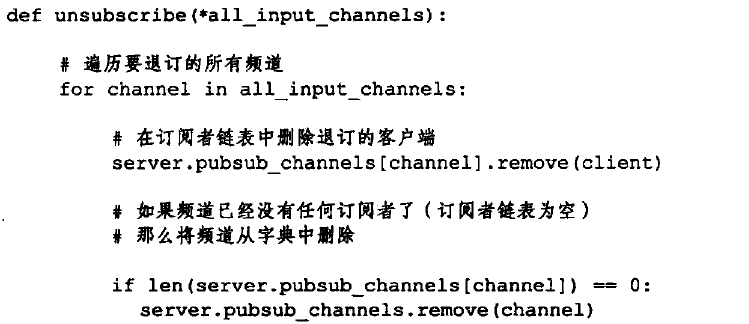 def unsubscribe(*all_input_channels):
# 遍历要退订的所有频道
for channel in all_input_channels:
# 在订阅者链表中删除退订的客户端
server.pubsub_channels[channel].remove(client)
# 如果频道已经没有任何订阅者了（订阅者链表为空）
# 那么将频道从字典中删除
if len(server.pubsub_channels[channel]) == 0:
server.pubsub_channels.remove(channel)